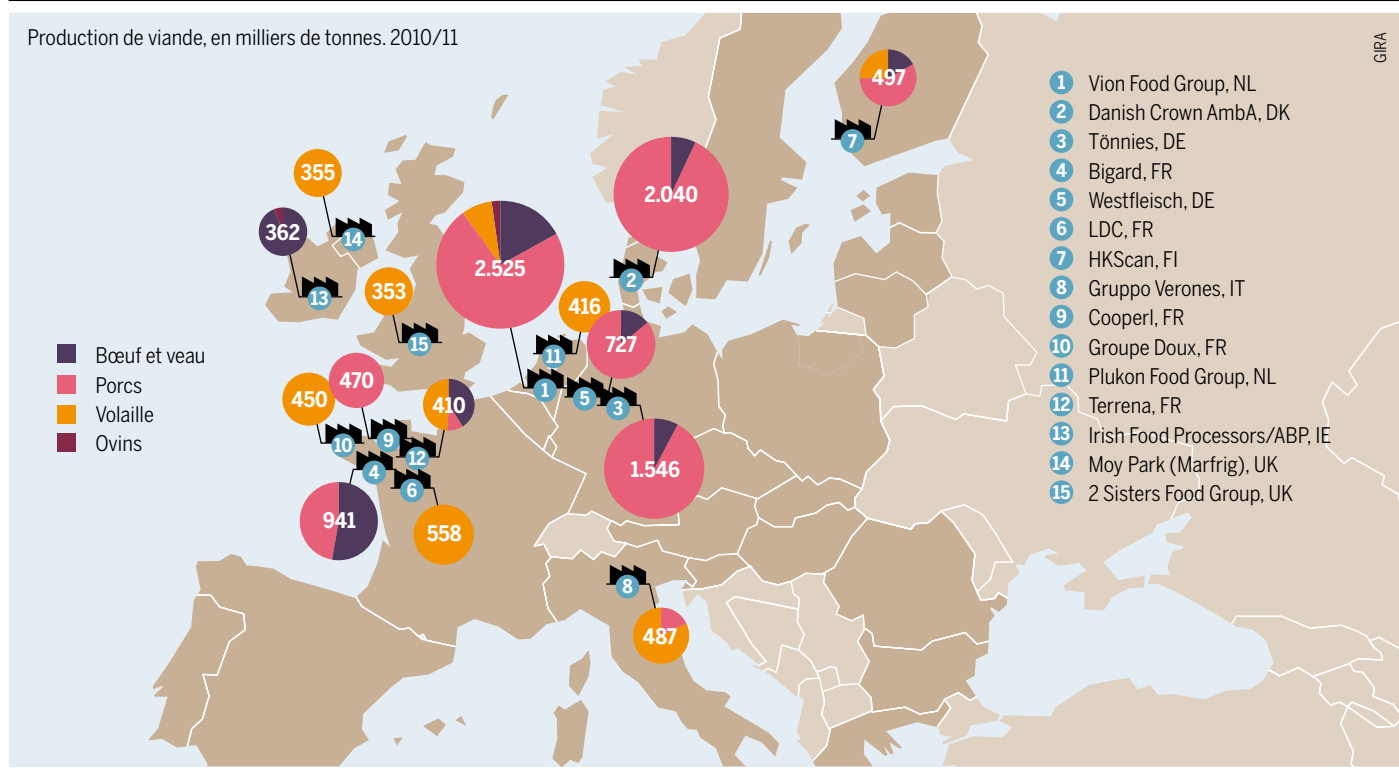 Production de viande, en milliers de tonnes. 2010/11
GIRA
1 Vion Food Group, NL
2 Danish Crown AmbA, DK
3 Tönnies, DE
4 Bigard, FR
5 Westfleisch, DE
6 LDC, FR
7 HKScan, FI
8 Gruppo Verones, IT
9 Cooperl, FR
10 Groupe Doux, FR
11 Plukon Food Group, NL
12 Terrena, FR
13 Irish Food Processors/ABP, IE
14 Moy Park (Marfrig), UK
15 2 Sisters Food Group, UK
Bœuf et veau
Porcs
Volaille
Ovins
497
7
355
14
362
13
2.040
2
2.525
353
15
416
11
727
1
5
3
470
450
410
10
9
12
4
6
1.546
941
558
8
487